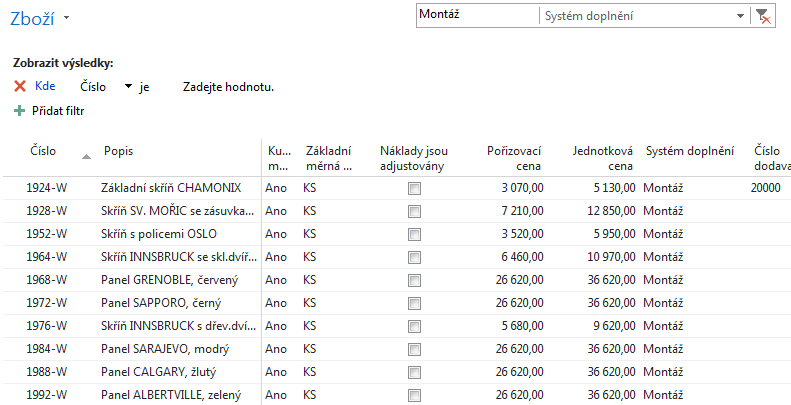 Zboží
Montáž Systém doplnění
Zobrazit výsledky:
Kde Číslo je Zadejte hodnotu.
Přidat filtr
Číslo Popis Ku... m... Základní měrná ... Náklady jsou adjustovány Pořizovací cena Jednotková cena Systém doplnění Číslo dodava
1924-W Základní skříň CHAMONIX Ano KS 3 070,00 5 130,00 Montáž 20000
1928-W Skříň SV. MOŘIC se zásuvka... Ano KS 7 210,00 12 850,00 Montáž
1952-W Skříň s policemi OSLO Ano KS 3 520,00 5 950,00 Montáž
1964-W Skříň INNSBRUCK se skl.dvíř... Ano KS 6 460,00 10 970,00 Montáž
1968-W Panel GRENOBLE, červený Ano KS 26 620,00 36 620,00 Montáž
1972-W Panel SAPPORO, černý Ano KS 26 620,00 36 620,00 Montáž
1976-W Skříň INNSBRUCK s dřev.dví... Ano KS 5 680,00 9 620,00 Montáž
1984-W Panel SARAJEVO, modrý Ano KS 26 620,00 36 620,00 Montáž
1988-W Panel CALGARY, žlutý Ano KS 26 620,00 36 620,00 Montáž
1992-W Panel ALBERTVILLE, zelený Ano KS 26 620,00 36 620,00 Montáž